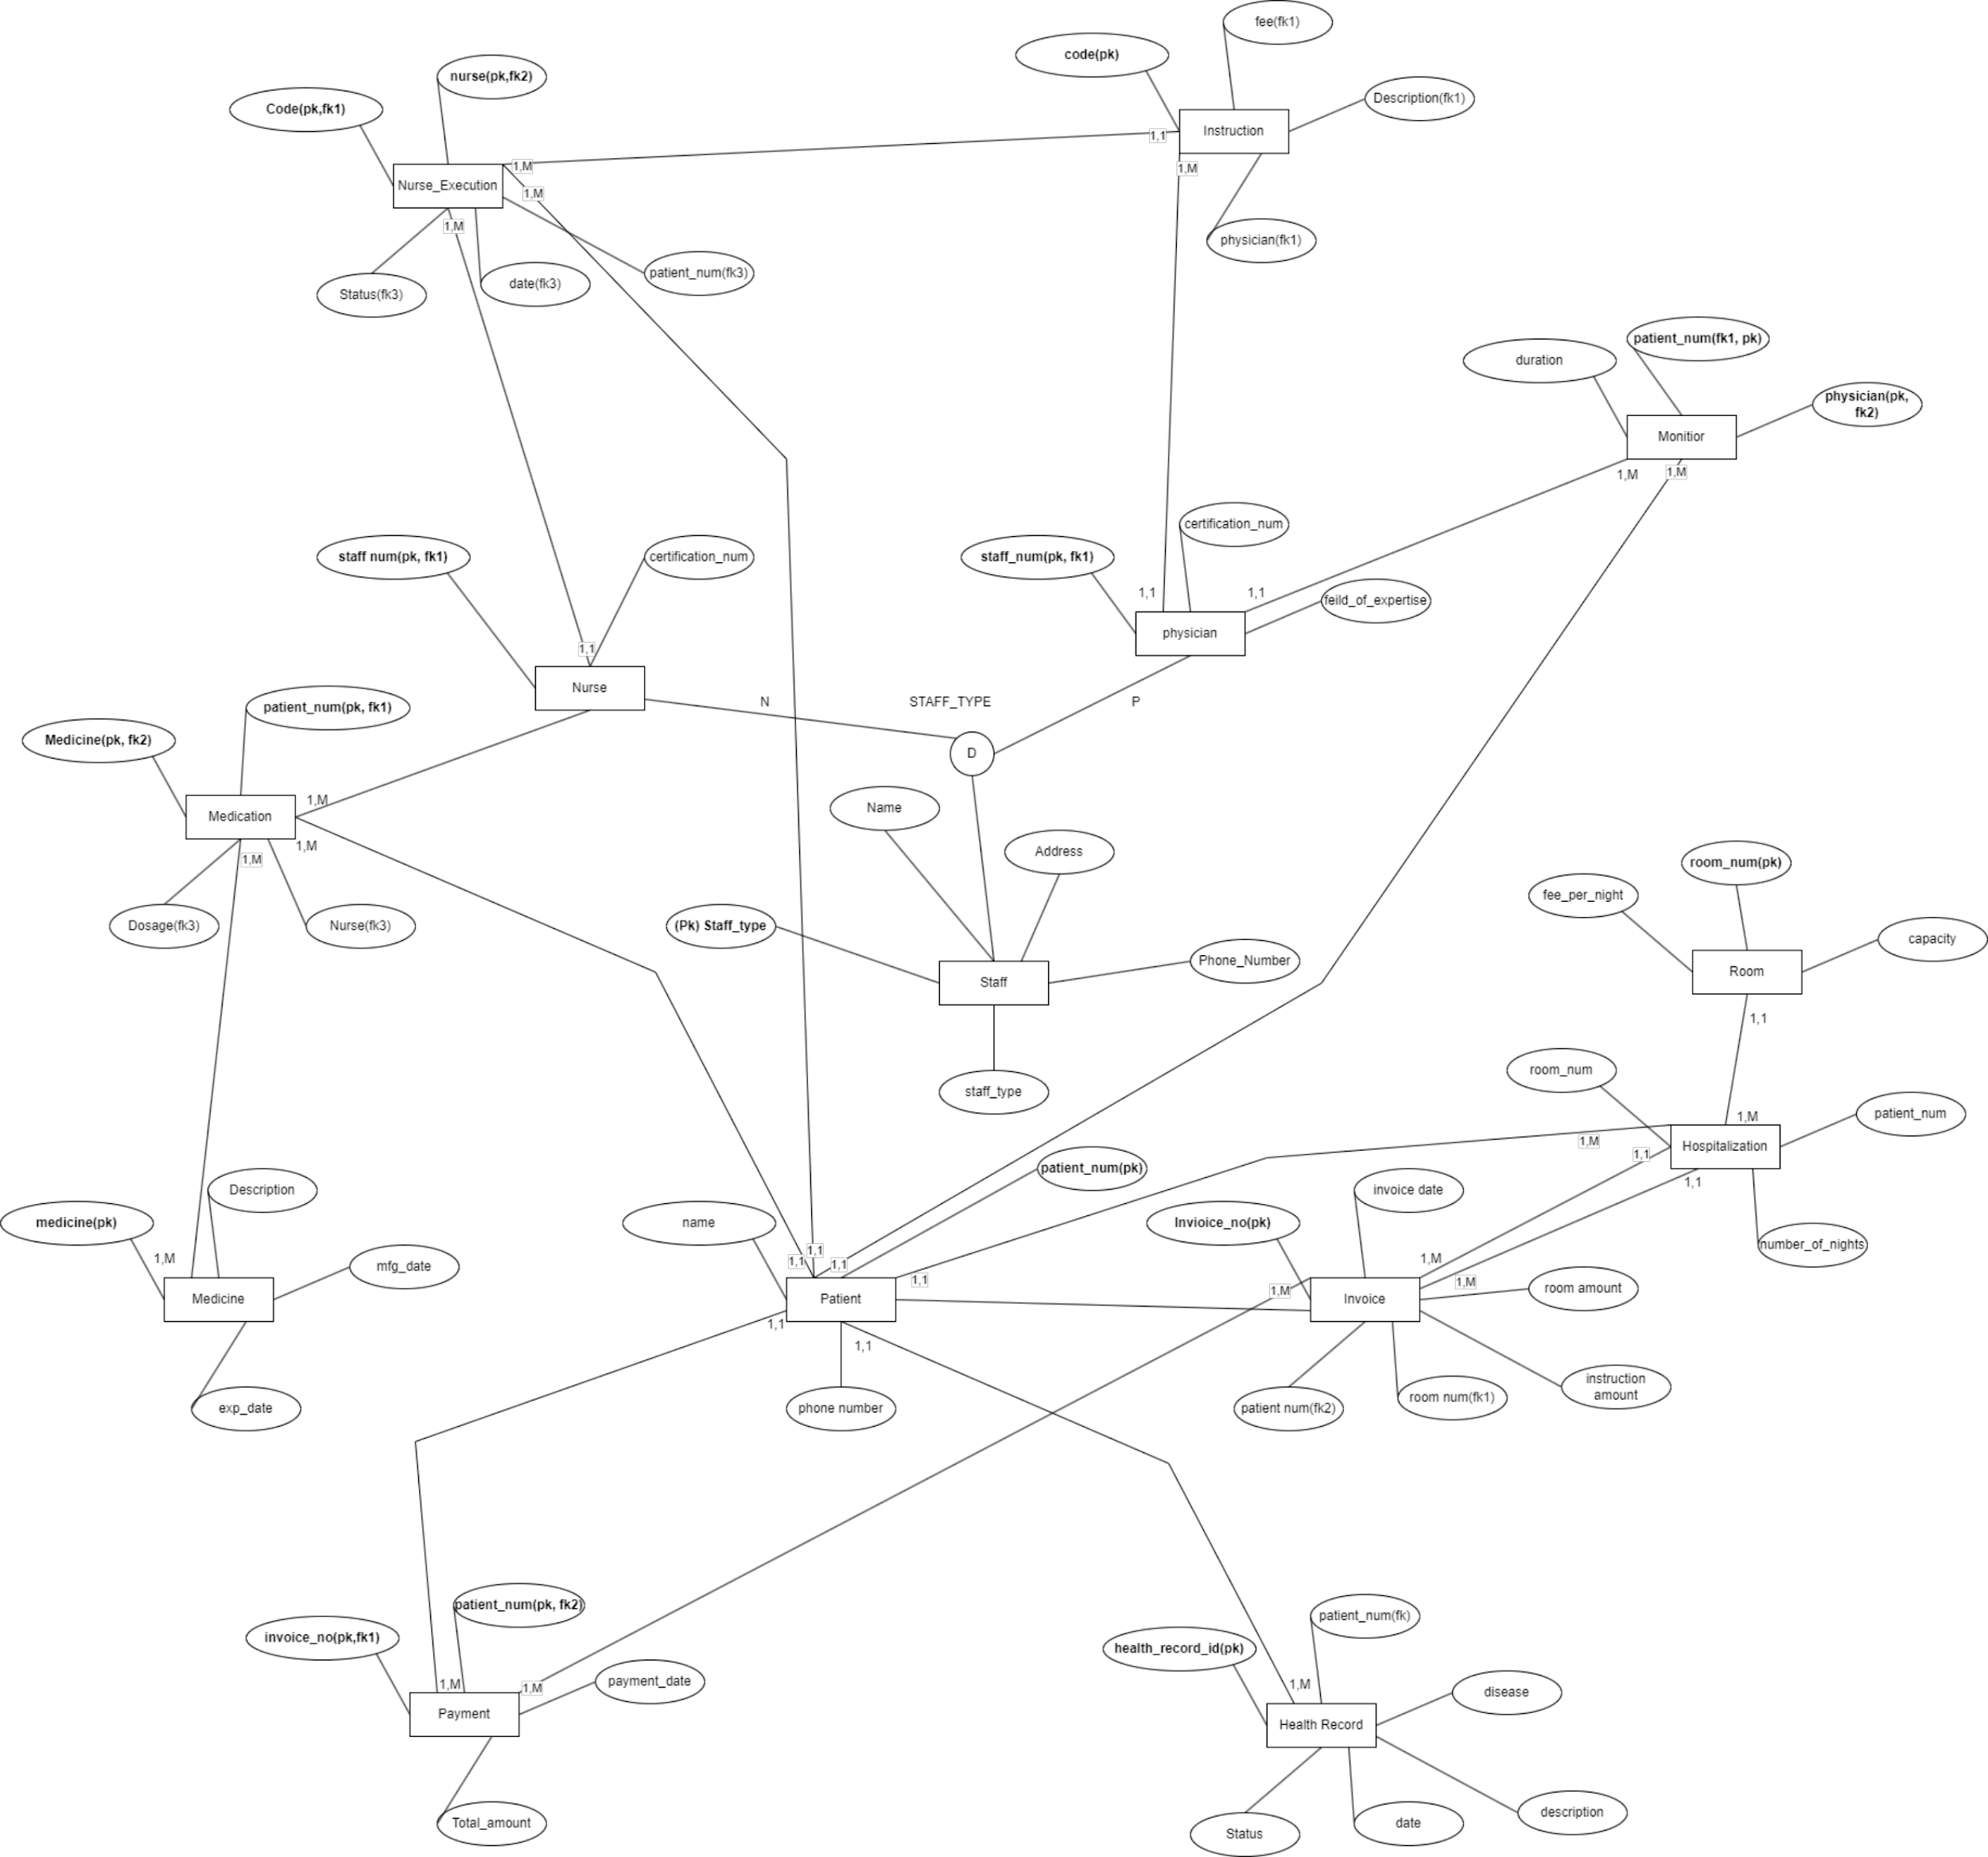 fee(fk1)
code(pk)
nurse(pk,fk2)
Description(fk1)
Code(pk,fk1)
Instruction
1,1
1,M
1,M
Nurse_Execution
1,M
1,M
physician(fk1)
patient_num(fk3)
date(fk3)
Status(fk3)
patient_num(fk1, pk)
duration
physician(pk,
fk2)
Monitior
1,M
1,M
certification_num
staff num(pk, fk1)
certification_num
staff_num(pk, fk1)
1,1
1,1
feild_of_expertise
physician
1,1
Nurse
N
STAFF_TYPE
P
patient_num(pk, fk1)
Medicine(pk, fk2)
D
1,M
Name
Medication
1,M
1,M
Address
room_num(pk)
fee_per_night
Dosage(fk3)
Nurse(fk3)
(Pk) Staff_type
capacity
Phone_Number
Room
Staff
1,1
room_num
staff_type
patient_num
1,M
1,M
Hospitalization
1,1
patient_num(pk)
1,1
Description
invoice date
medicine(pk)
name
Invioice_no(pk)
number_of_nights
1,M
1,1
1,1
1,1
1,M
mfg_date
1,1
1,M
1,M
room amount
Medicine
Patient
Invoice
1,1
1,1
instruction
amount
exp_date
phone number
patient num(fk2)
room num(fk1)
patient_num(pk, fk2)
patient_num(fk)
invoice_no(pk,fk1)
health_record_id(pk)
payment_date
1,M
1,M
1,M
disease
Payment
Health Record
description
Total_amount
Status
date